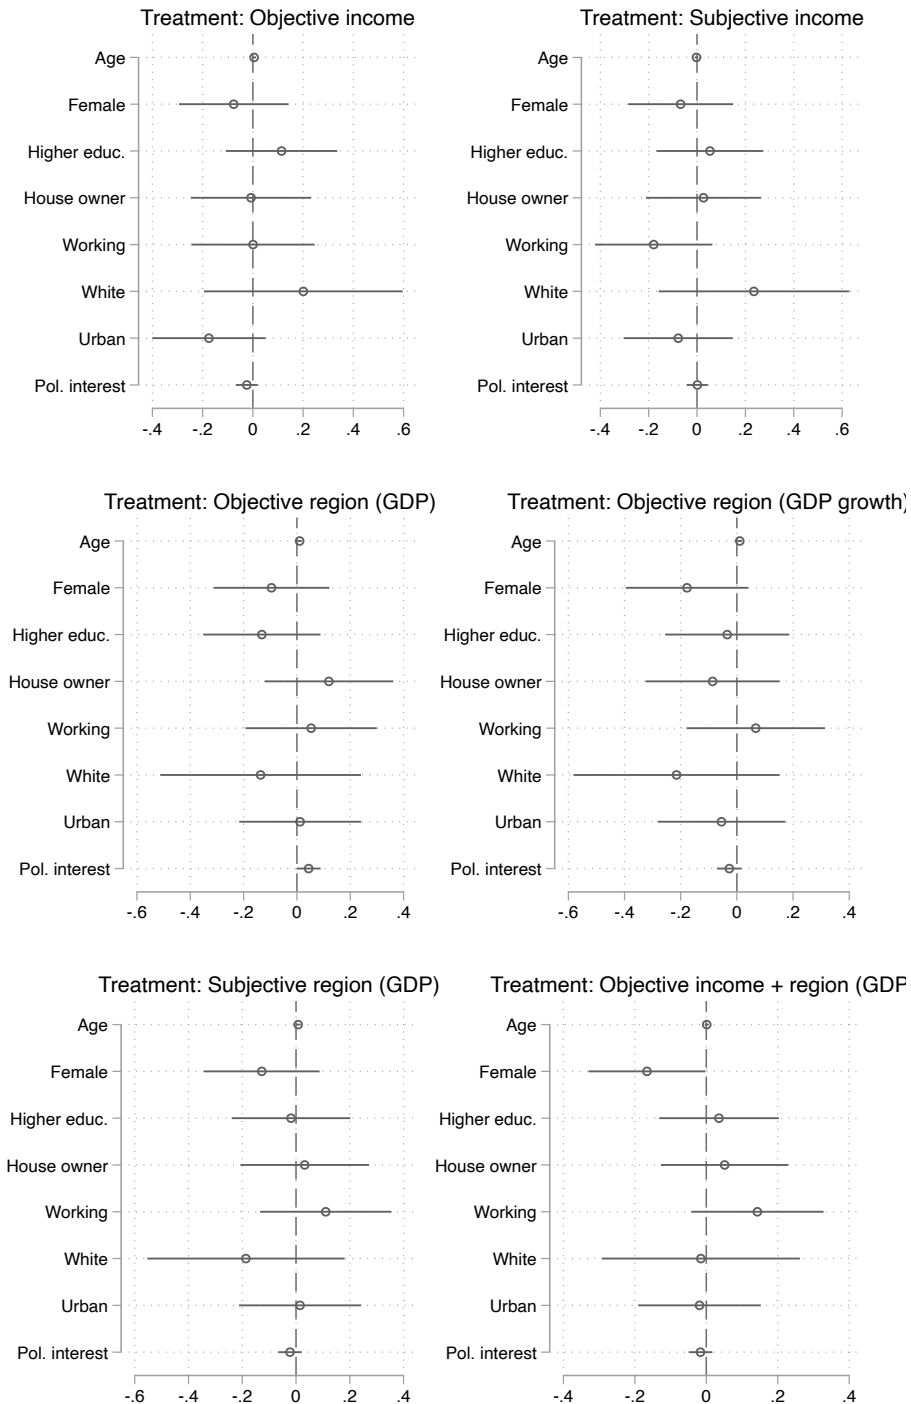 Treatment: Objective income
Age
Female
Higher educ.
House owner
Working
White
Urban
Pol. interest
-.4 -.2 0 .2 .4 .6
Treatment: Subjective income
Age
Female
Higher educ.
House owner
Working
White
Urban
Pol. interest
-.4 -.2 0 .2 .4 .6
Treatment: Objective region (GDP)
Age
Female
Higher educ.
House owner
Working
White
Urban
Pol. interest
-.6 -.4 -.2 0 .2 .4
Treatment: Objective region (GDP growth)
Age
Female
Higher educ.
House owner
Working
White
Urban
Pol. interest
-.6 -.4 -.2 0 .2 .4
Treatment: Subjective region (GDP)
Age
Female
Higher educ.
House owner
Working
White
Urban
Pol. interest
-.6 -.4 -.2 0 .2 .4
Treatment: Objective income + region (GDP
Age
Female
Higher educ.
House owner
Working
White
Urban
Pol. interest
-.4 -.2 0 .2 .4